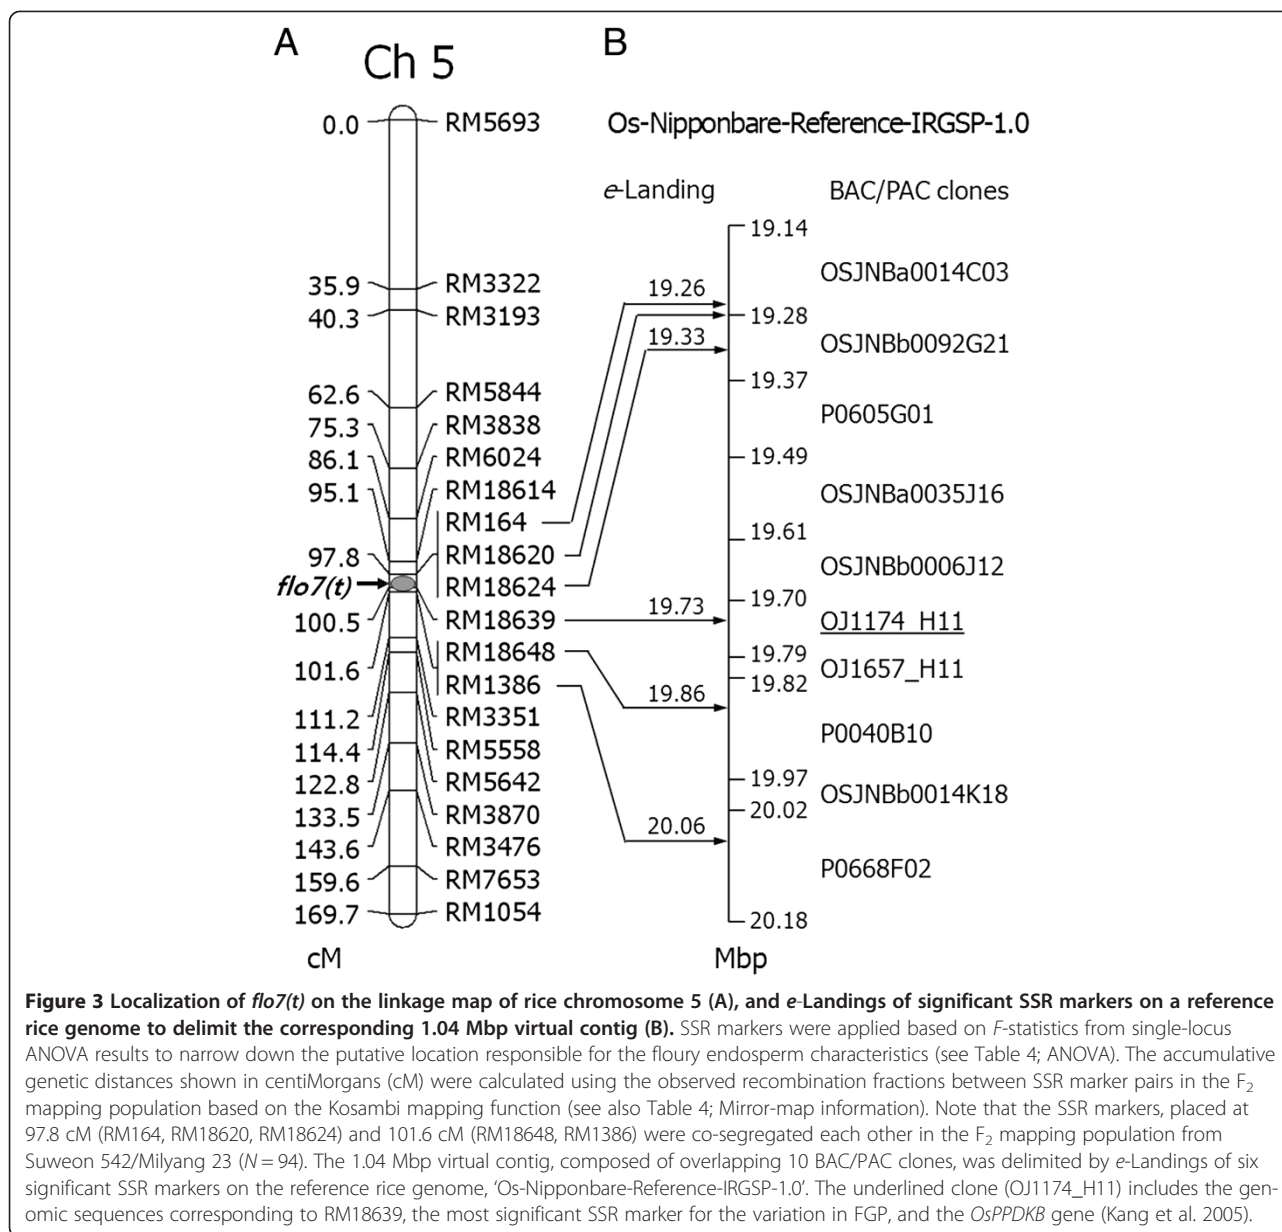 A
B
Ch 5
0.0 RM5693
Os-Nipponbare-Reference-IRGSP-1.0
e-Landing
BAC/PAC clones
35.9 RM3322
40.3 RM3193
62.6 RM5844
75.3 RM3838
86.1 RM6024
95.1 RM18614
RM164
97.8 RM18620
RM18624
flo7(t)
100.5 RM18639
RM18648
101.6 RM1386
111.2 RM3351
114.4 RM5558
122.8 RM5642
133.5 RM3870
143.6 RM3476
159.6 RM7653
169.7 RM1054
cM
19.26
19.33
19.73
19.86
20.06
19.14
19.28
19.37
19.49
19.61
19.70
19.79
19.82
19.97
20.02
20.18
Mbp
OSJNBa0014C03
OSJNBb0092G21
P0605G01
OSJNBa0035J16
OSJNBb0006J12
OJ1174_H11
OJ1657_H11
P0040B10
OSJNBb0014K18
P0668F02
Figure 3 Localization of flo7(t) on the linkage map of rice chromosome 5 (A), and e-Landings of significant SSR markers on a reference
rice genome to delimit the corresponding 1.04 Mbp virtual contig (B). SSR markers were applied based on F-statistics from single-locus
ANOVA results to narrow down the putative location responsible for the floury endosperm characteristics (see Table 4; ANOVA). The accumulative
genetic distances shown in centiMorgans (cM) were calculated using the observed recombination fractions between SSR marker pairs in the F2
mapping population based on the Kosambi mapping function (see also Table 4; Mirror-map information). Note that the SSR markers, placed at
97.8 cM (RM164, RM18620, RM18624) and 101.6 cM (RM18648, RM1386) were co-segregated each other in the F2 mapping population from
Suweon 542/Milyang 23 (N = 94). The 1.04 Mbp virtual contig, composed of overlapping 10 BAC/PAC clones, was delimited by e-Landings of six
significant SSR markers on the reference rice genome, 'Os-Nipponbare-Reference-IRGSP-1.0'. The underlined clone (OJ1174_H11) includes the gen-
omic sequences corresponding to RM18639, the most significant SSR marker for the variation in FGP, and the OsPPDKB gene (Kang et al. 2005).